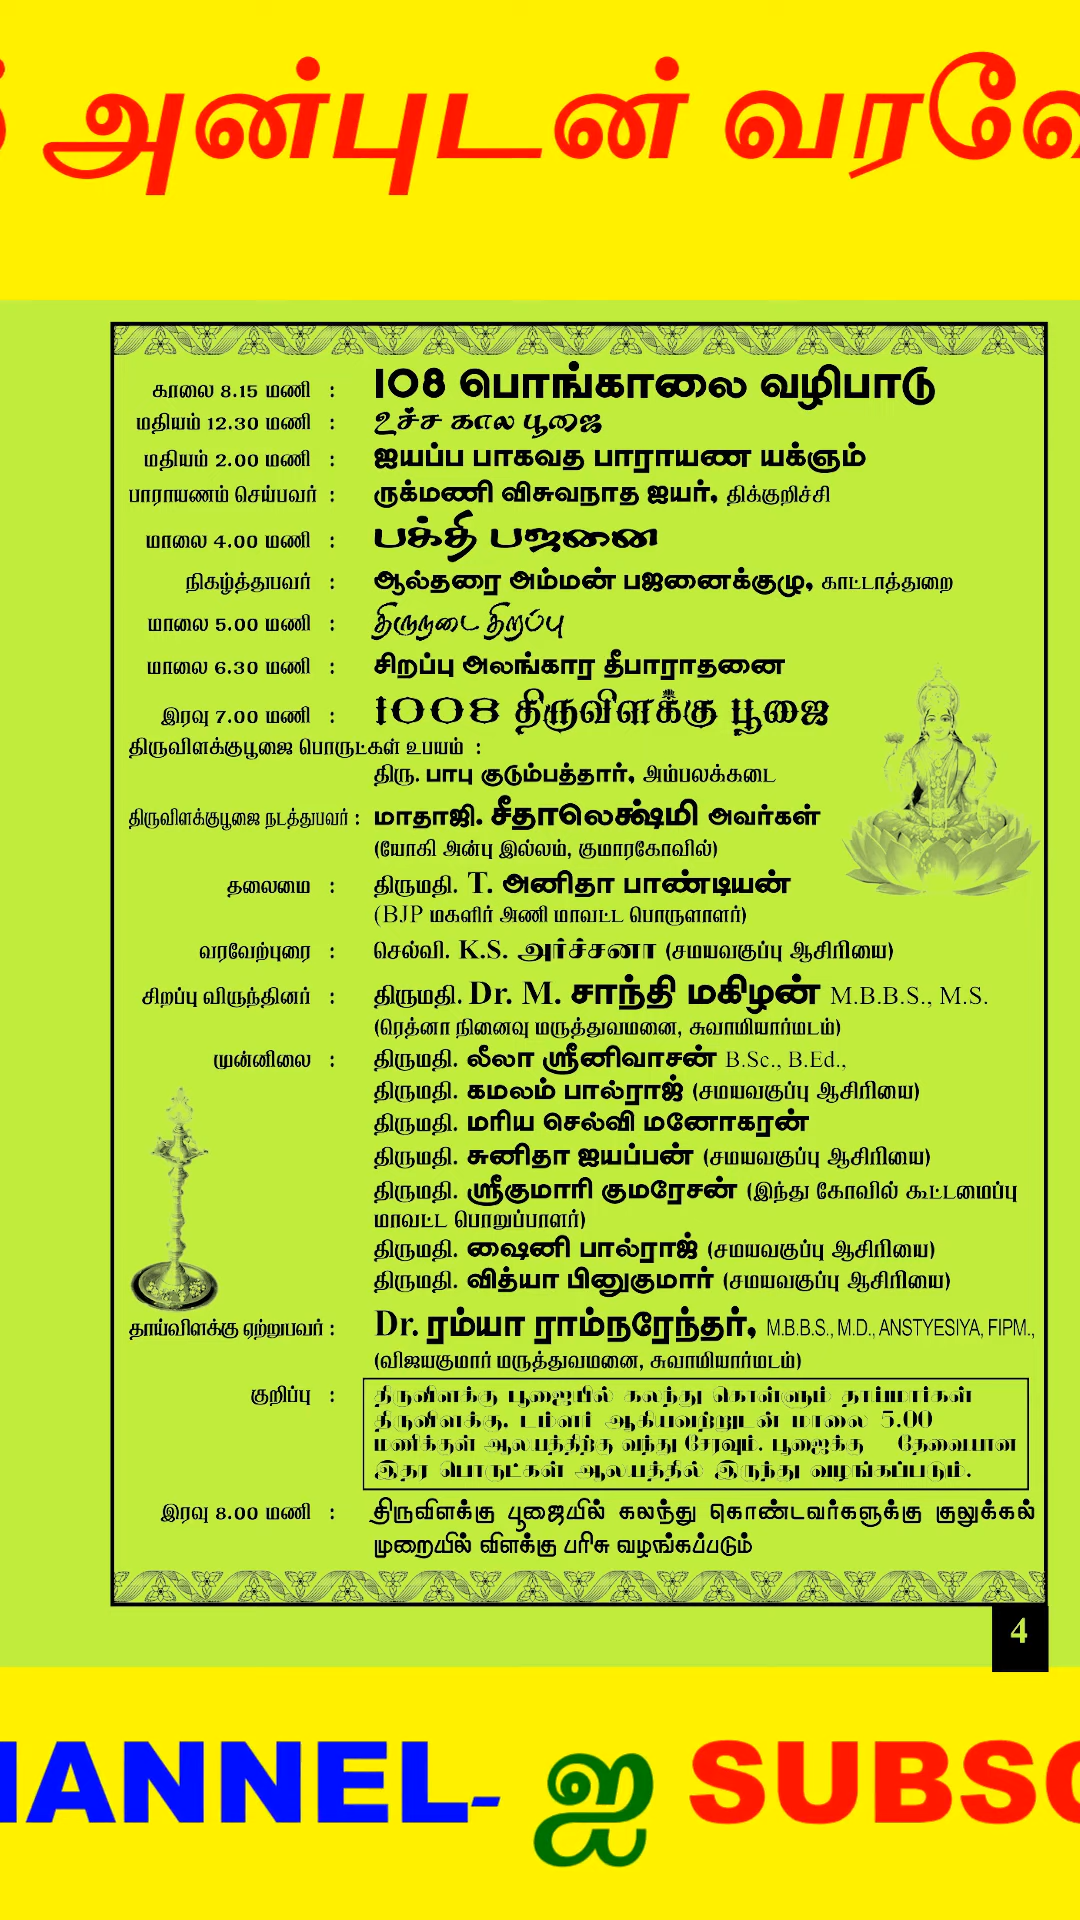 அன்புடன் வரவே
காலை 8.15 மணி : 108 பொங்காலை வழிபாடு
மதியம் 12.30 மணி : உச்ச கால பூஜை
மதியம் 2.00 மணி : ஐயப்ப பாகவத பாராயண யக்ஞம்
பாராயணம் செய்பவர் : ருக்மணி விசுவநாத ஐயர், திக்குறிச்சி
மாலை 4.00 மணி : பக்தி பஜனை
நிகழ்த்துபவர் : ஆல்தரை அம்மன் பஜனைக்குழு, காட்டாத்துறை
மாலை 5.00 மணி : திருநடை திறப்பு
மாலை 6.30 மணி : சிறப்பு அலங்கார தீபாராதனை
இரவு 7.00 மணி : 1008 திருவிளக்கு பூஜை
திருவிளக்குபூஜை பொருட்கள் உபயம் :
திரு. பாபு குடும்பத்தார், அம்பலக்கடை
திருவிளக்குபூஜை நடத்துபவர் : மாதாஜி. சீதாலெக்ஷ்மி அவர்கள்
(யோகி அன்பு இல்லம், குமாரகோவில்)
தலைமை : திருமதி. T. அனிதா பாண்டியன்
(BJP மகளிர் அணி மாவட்ட பொருளாளர்)
வரவேற்புரை : செல்வி. K.S. அர்ச்சனா (சமயவகுப்பு ஆசிரியை)
சிறப்பு விருந்தினர் : திருமதி. Dr. M. சாந்தி மகிழன் M.B.B.S., M.S.
(ரெத்னா நினைவு மருத்துவமனை, சுவாமியார்மடம்)
முன்னிலை : திருமதி. லீலா ஸ்ரீனிவாசன் B.Sc., B.Ed.,
திருமதி. கமலம் பால்ராஜ் (சமயவகுப்பு ஆசிரியை)
திருமதி. மரிய செல்வி மனோகரன்
திருமதி. சுனிதா ஐயப்பன் (சமயவகுப்பு ஆசிரியை)
திருமதி. ஸ்ரீகுமாரி குமரேசன் (இந்து கோவில் கூட்டமைப்பு
மாவட்ட பொறுப்பாளர்)
திருமதி. ஷைனி பால்ராஜ் (சமயவகுப்பு ஆசிரியை)
திருமதி. வித்யா பினுகுமார் (சமயவகுப்பு ஆசிரியை)
தாய்விளக்கு ஏற்றுபவர் : Dr. ரம்யா ராம்நரேந்தர், M.B.B.S., M.D., ANSTYESIYA, FIPM.,
(விஜயகுமார் மருத்துவமனை, சுவாமியார்மடம்)
குறிப்பு : திருவிளக்கு பூஜையில் கலந்து கொள்ளும் தாய்மார்கள்
திருவிளக்கு, டம்ளர் ஆகியவற்றுடன் மாலை 5.00
மணிக்குள் ஆலயத்திற்கு வந்து சேரவும். பூஜைக்கு தேவையான
இதர பொருட்கள் ஆலயத்தில் இருந்து வழங்கப்படும்.
இரவு 8.00 மணி : திருவிளக்கு பூஜையில் கலந்து கொண்டவர்களுக்கு குலுக்கல்
முறையில் விளக்கு பரிசு வழங்கப்படும்
4
HANNEL- ஐ SUBSC